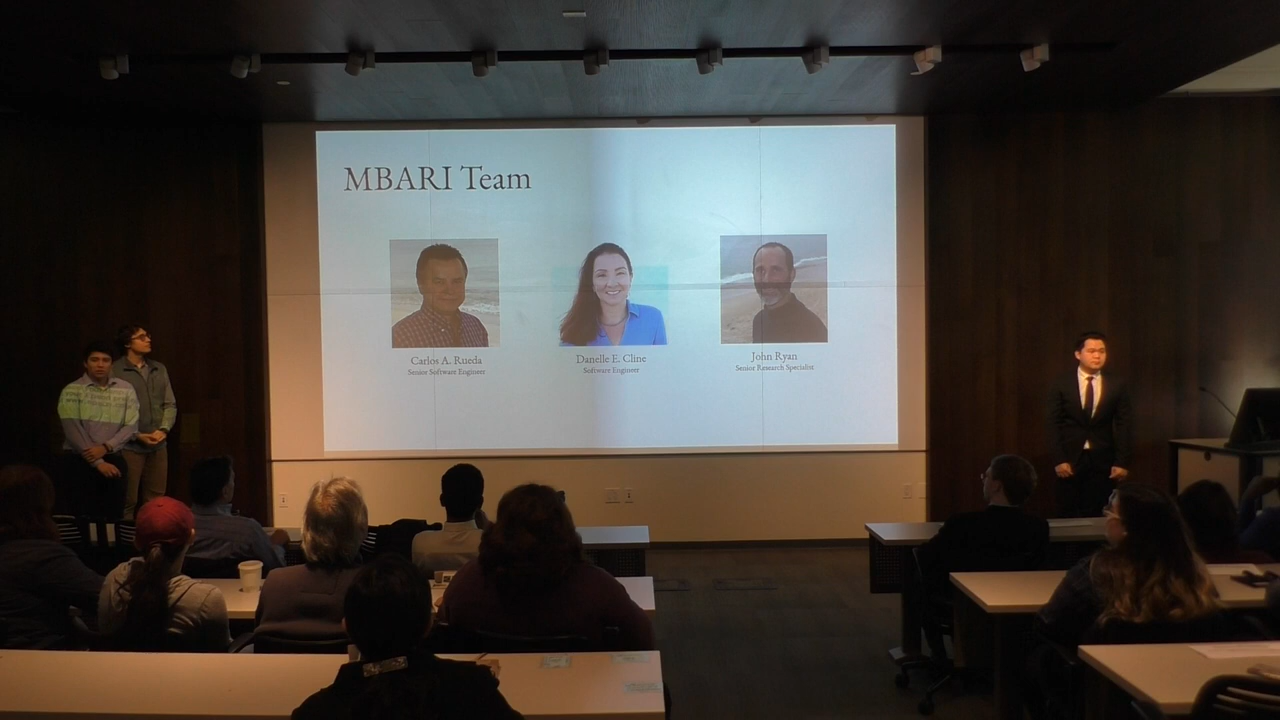 MBARI Team
Carlos A. Rueda
Senior Software Engineer
Danelle E. Cline
Software Engineer
John Ryan
Senior Research Specialist